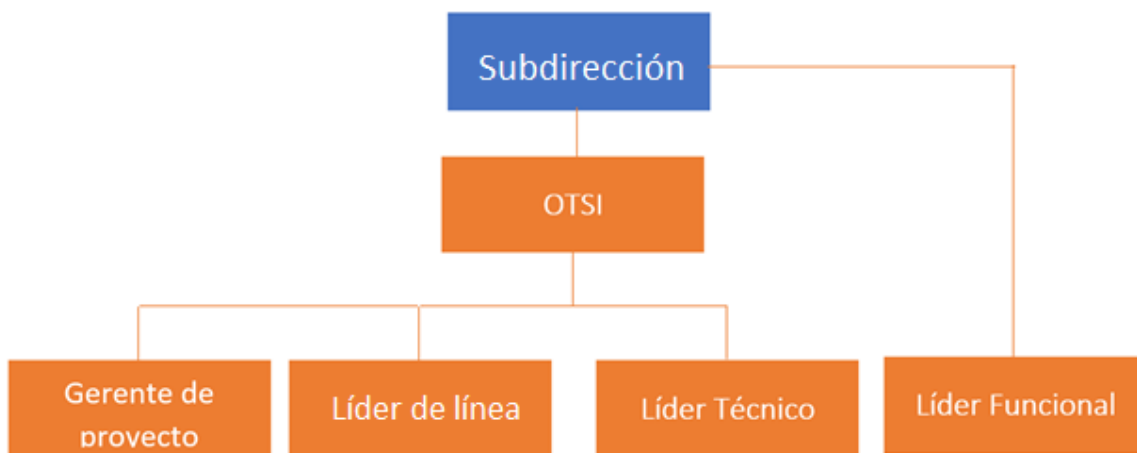 Subdirección
OTSI
Gerente de
proyecto
Líder de línea
Líder Técnico
Líder Funcional